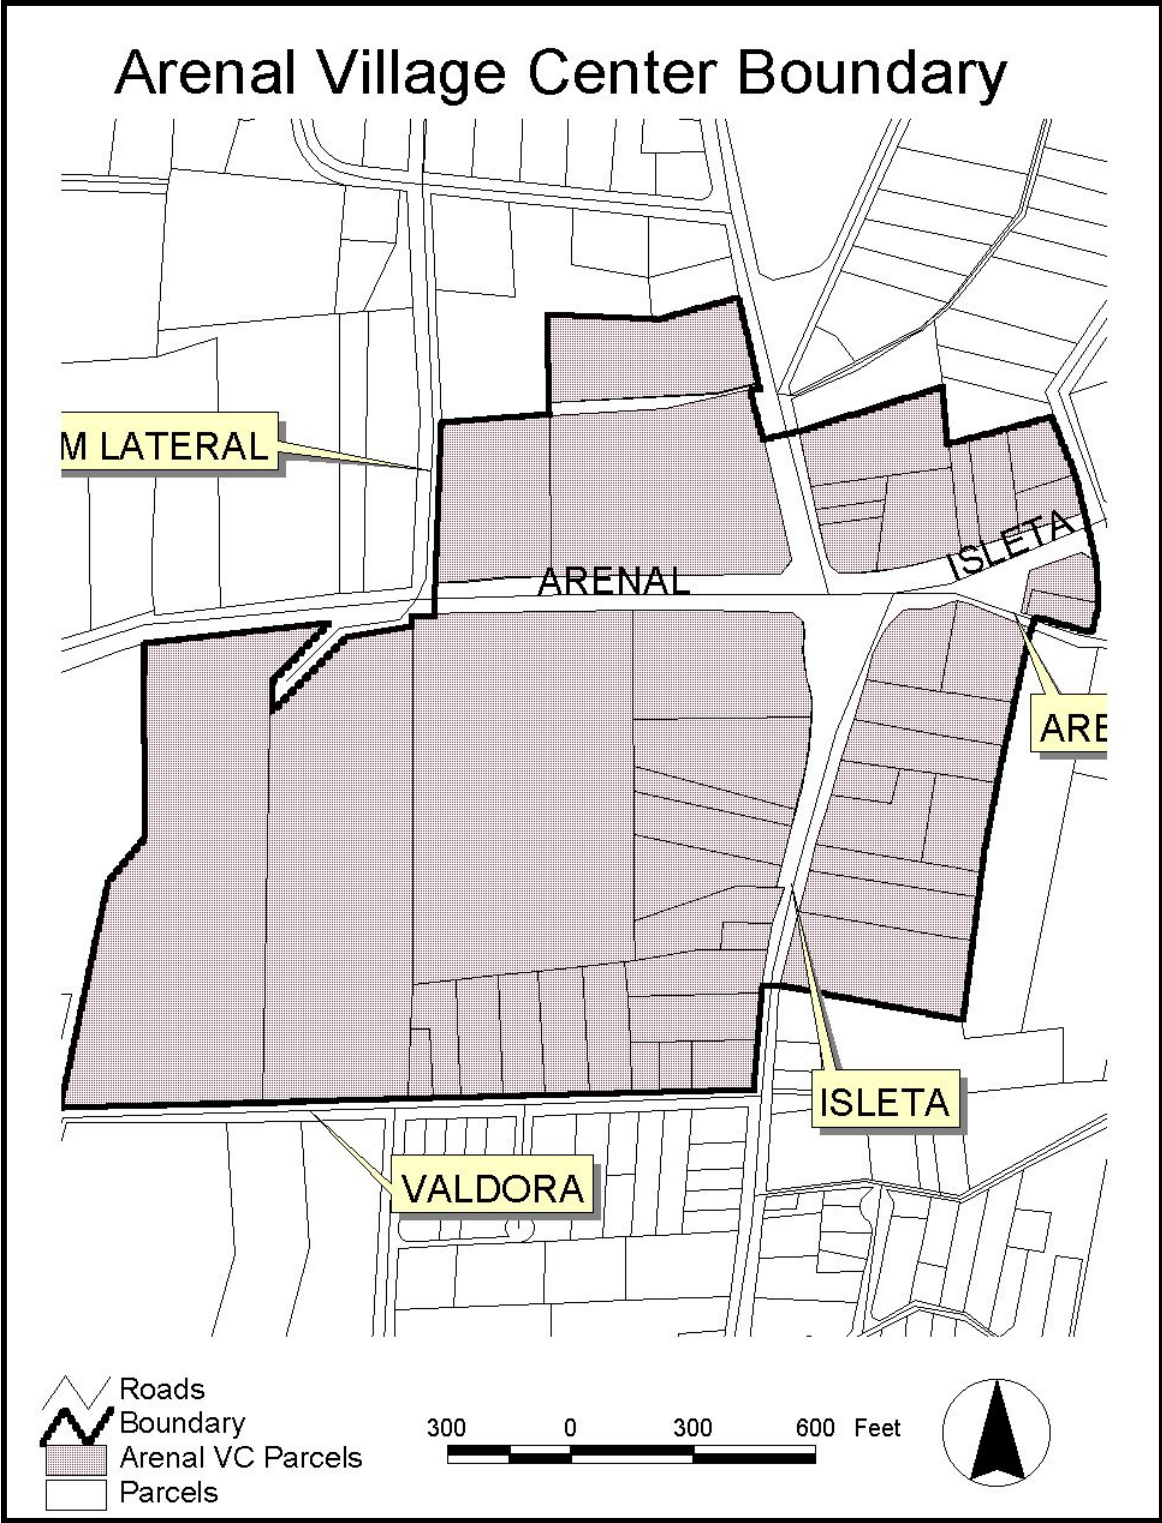 Arenal Village Center Boundary
M LATERAL
ISLETA
ARENAL
ARE
ISLETA
VALDORA
Roads
Boundary
Arenal VC Parcels
Parcels
300 0 300 600 Feet